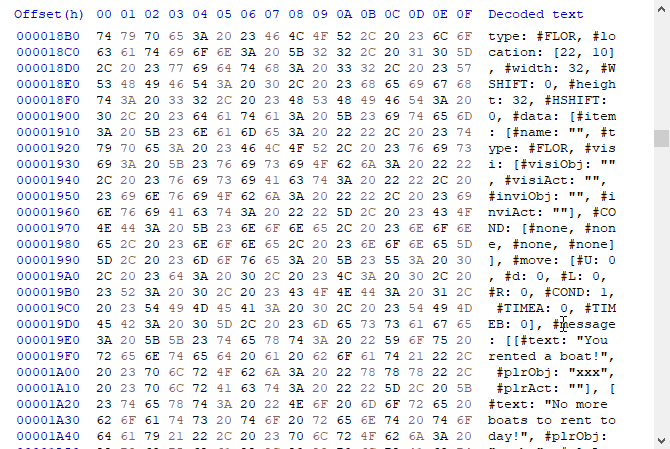 Offset(h) 00 01 02 03 04 05 06 07 08 09 0A 0B 0C 0D 0E 0F Decoded text
000018B0 74 79 70 65 3A 20 23 46 4C 4F 52 2C 20 23 6C 6F type: #FLOR, #lo
000018C0 63 61 74 69 6F 6E 3A 20 5B 32 32 2C 20 31 30 5D cation: [22, 10]
000018D0 2C 20 23 77 69 64 74 68 3A 20 33 32 2C 20 23 57 , #width: 32, #W
000018E0 53 48 49 46 54 3A 20 30 2C 20 23 68 65 69 67 68 SHIFT: 0, #heigh
000018F0 74 3A 20 33 32 2C 20 23 48 53 48 49 46 54 3A 20 t: 32, #HSHIFT:
00001900 30 2C 20 23 64 61 74 61 3A 20 5B 23 69 74 65 6D 0, #data: [#item
00001910 3A 20 5B 23 6E 61 6D 65 3A 20 22 22 2C 20 23 74 : [#name: "", #t
00001920 79 70 65 3A 20 23 46 4C 4F 52 2C 20 23 76 69 73 ype: #FLOR, #vis
00001930 69 3A 20 5B 23 76 69 73 69 4F 62 6A 3A 20 22 22 i: [#visiObj: ""
00001940 2C 20 23 76 69 73 69 41 63 74 3A 20 22 22 2C 20 , #visiAct: "",
00001950 23 69 6E 76 69 4F 62 6A 3A 20 22 22 2C 20 23 69 #inviObj: "", #i
00001960 6E 76 69 41 63 74 3A 20 22 22 5D 2C 20 23 43 4F nviAct: ""], #CO
00001970 4E 44 3A 20 5B 23 6E 6F 6E 65 2C 20 23 6E 6F 6E ND: [#none, #non
00001980 65 2C 20 23 6E 6F 6E 65 2C 20 23 6E 6F 6E 65 5D e, #none, #none]
00001990 5D 2C 20 23 6D 6F 76 65 3A 20 5B 23 55 3A 20 30 ], #move: [#U: 0
000019A0 2C 20 23 64 3A 20 30 2C 20 23 4C 3A 20 30 2C 20 , #d: 0, #L: 0,
000019B0 23 52 3A 20 30 2C 20 23 43 4F 4E 44 3A 20 31 2C #R: 0, #COND: 1,
000019C0 20 23 54 49 4D 45 41 3A 20 30 2C 20 23 54 49 4D #TIMEA: 0, #TIM
000019D0 45 42 3A 20 30 5D 2C 20 23 6D 65 73 73 61 67 65 EB: 0], #message
000019E0 3A 20 5B 5B 23 74 65 78 74 3A 20 22 59 6F 75 20 : [[#text: "You
000019F0 72 65 6E 74 65 64 20 61 20 62 6F 61 74 21 22 2C rented a boat!",
00001A00 20 23 70 6C 72 4F 62 6A 3A 20 22 78 78 78 22 2C #plrObj: "xxx",
00001A10 20 23 70 6C 72 41 63 74 3A 20 22 22 5D 2C 20 5B #plrAct: ""], [
00001A20 23 74 65 78 74 3A 20 22 4E 6F 20 6D 6F 72 65 20 #text: "No more
00001A30 62 6F 61 74 73 20 74 6F 20 72 65 6E 74 20 74 6F boats to rent to
00001A40 64 61 79 21 22 2C 20 23 70 6C 72 4F 62 6A 3A 20 day!", #plrObj: